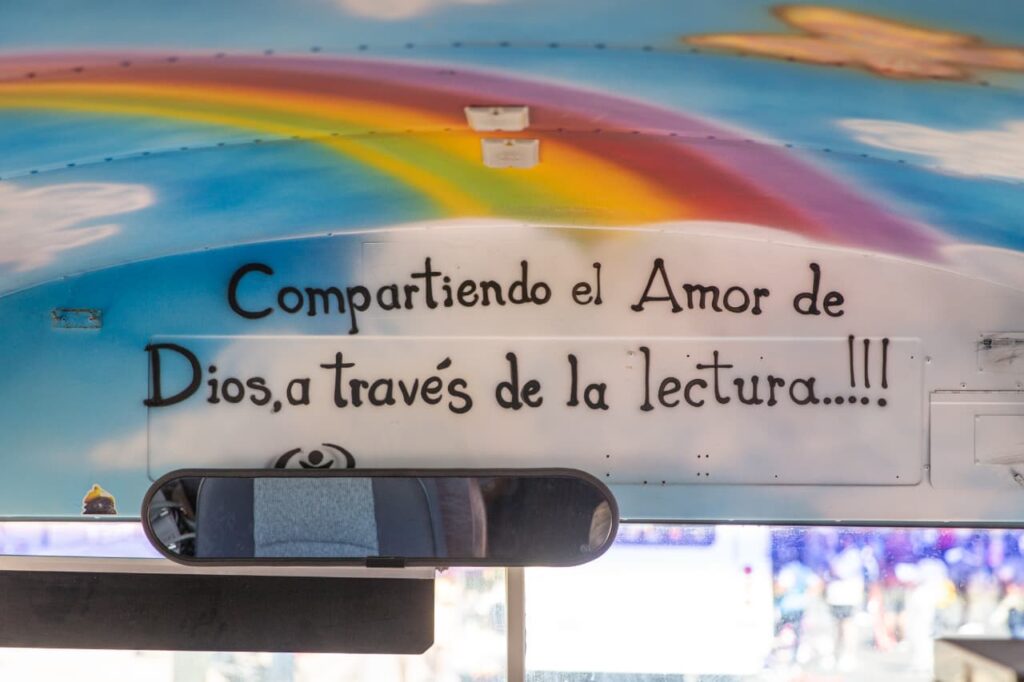 Compartiendo el Amor de
Dios, a través de la lectura.....!!!